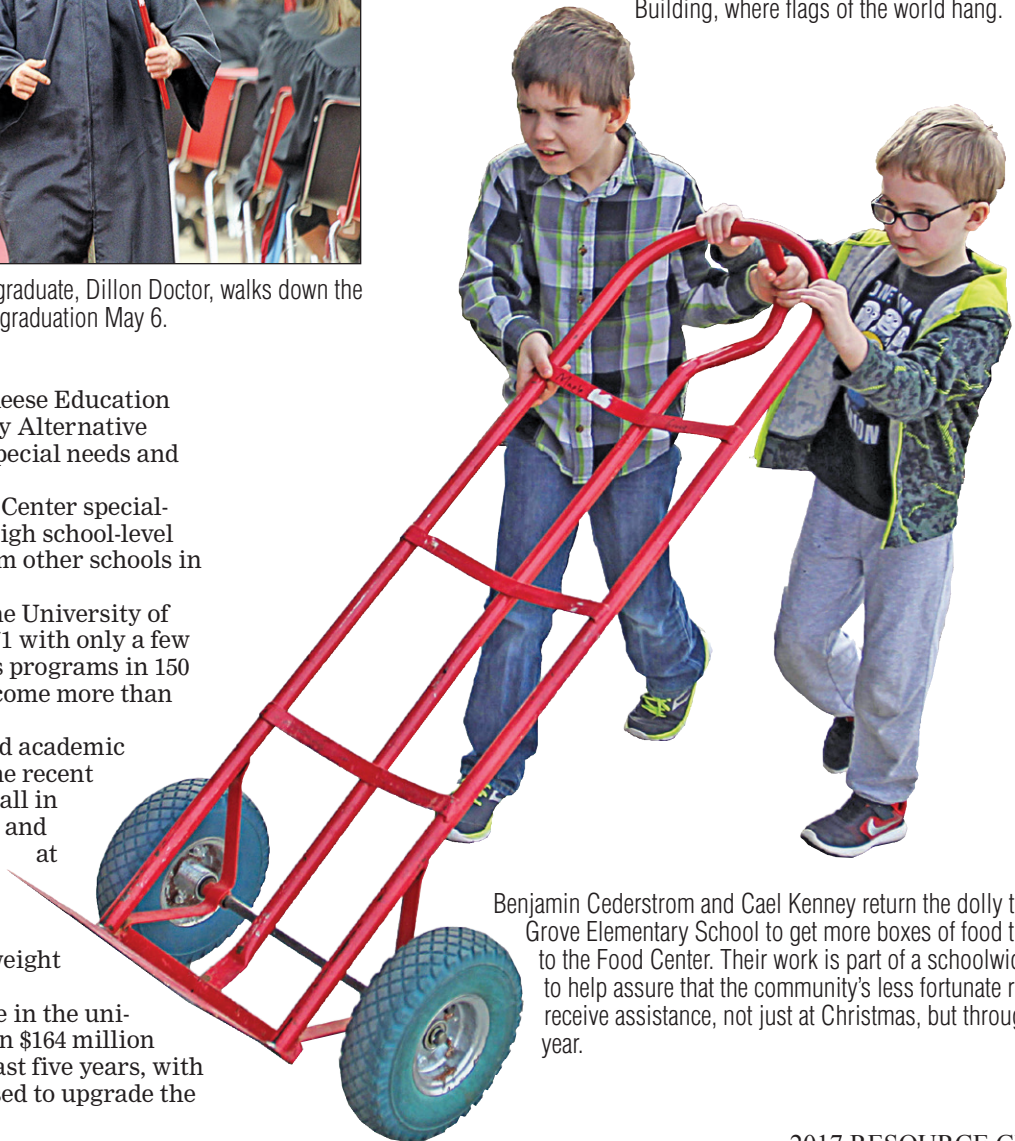 Building, where flags of the world hang.
graduate, Dillon Doctor, walks down the
graduation May 6.
eese Education
y Alternative
pecial needs and
Center special-
igh school-level
m other schools in
he University of
1 with only a few
s programs in 150
come more than
d academic
he recent
all in
and
at
weight
e in the uni-
n $164 million
ast five years, with
sed to upgrade the
Benjamin Cederstrom and Cael Kenney return the dolly t
Grove Elementary School to get more boxes of food t
to the Food Center. Their work is part of a schoolwid
to help assure that the community's less fortunate r
receive assistance, not just at Christmas, but throug
year.
2017 RESOURCE G